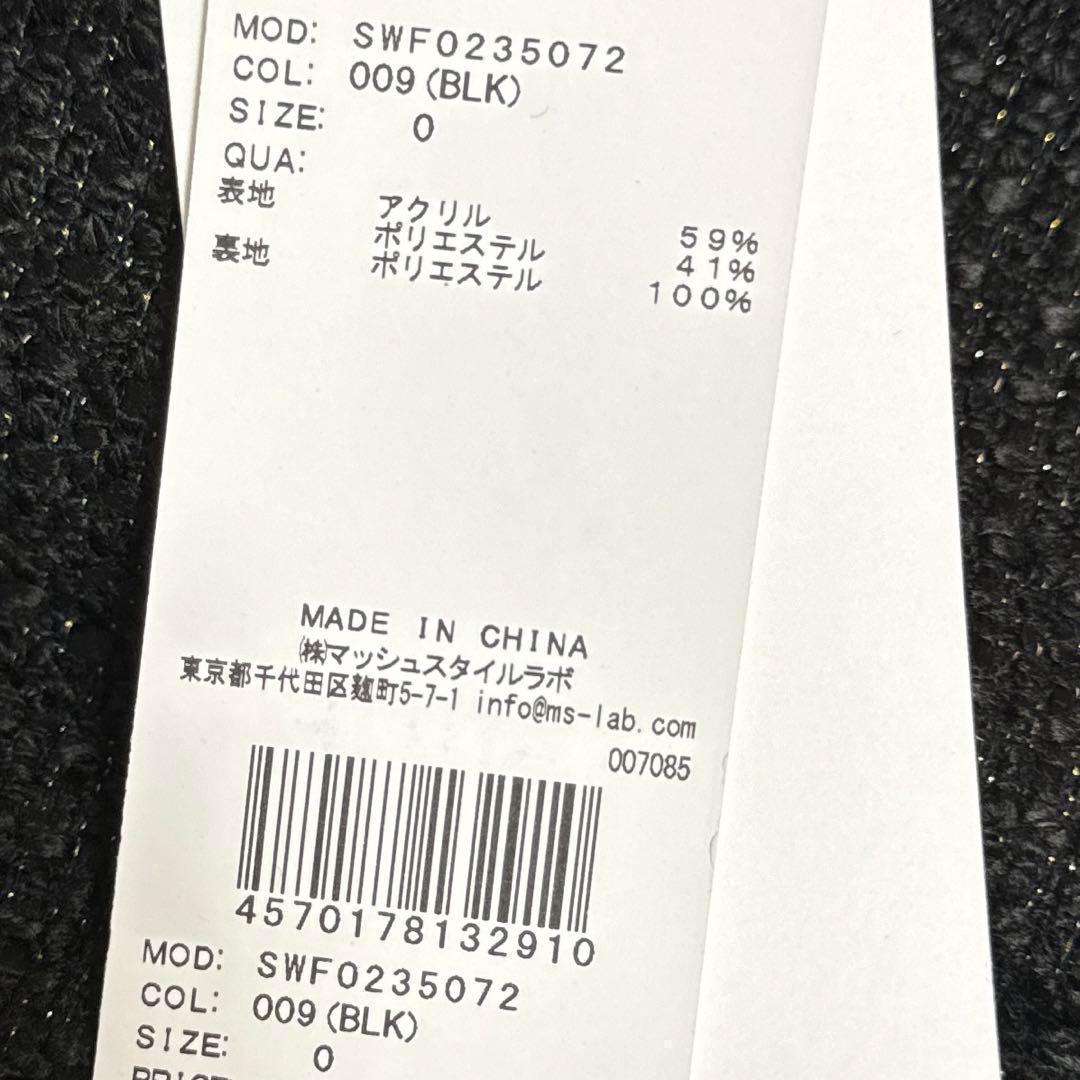 MOD: SWF0235072
COL: 009(BLK)
SIZE: 0
QUA:
表地 アクリル 59%
ポリエステル 41%
裏地 ポリエステル 100%
MADE IN CHINA
㈱マッシュスタイルラボ
東京都千代田区麹町5-7-1 info@ms-lab.com
007085
4570178132910
MOD: SWF0235072
COL: 009(BLK)
SIZE: 0